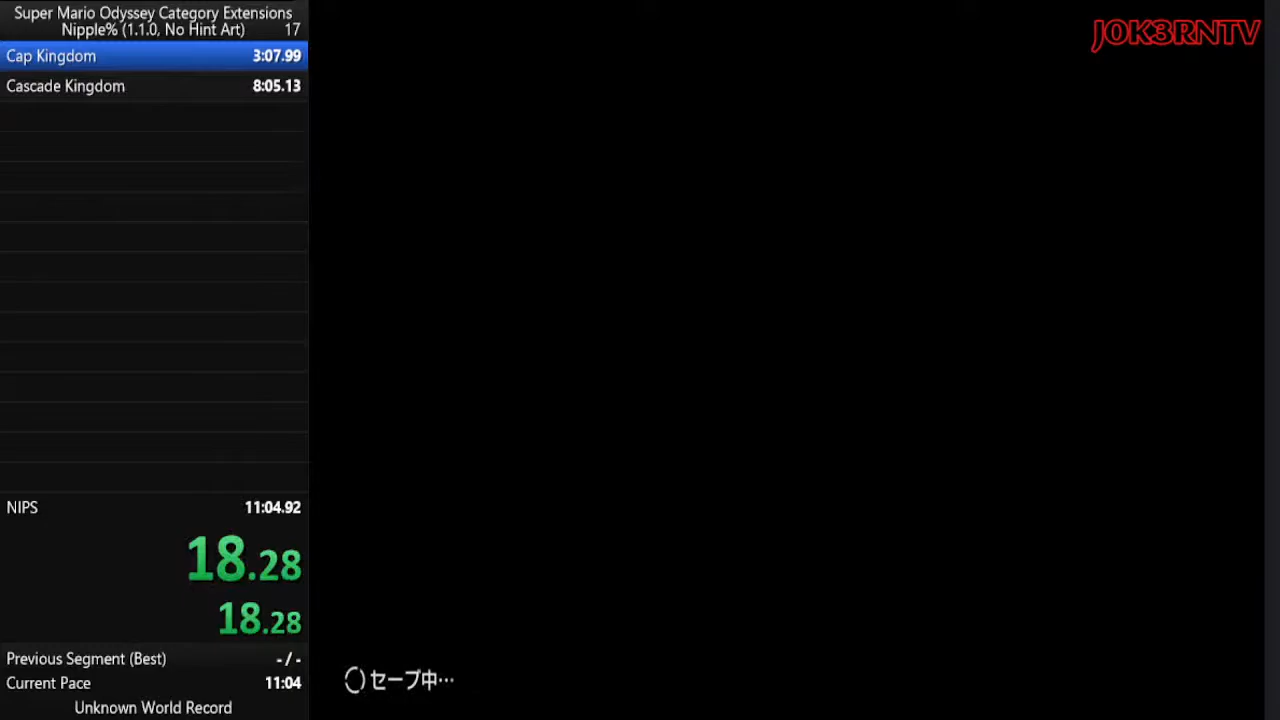 Super Mario Odyssey Category Extensions
Nipple% (1.1.0, No Hint Art) 17
Cap Kingdom 3:07.99
Cascade Kingdom 8:05.13
NIPS 11:04.92
18.28
18.28
Previous Segment (Best) - / -
Current Pace 11:04
Unknown World Record
セーブ中…
JOK3RNTV